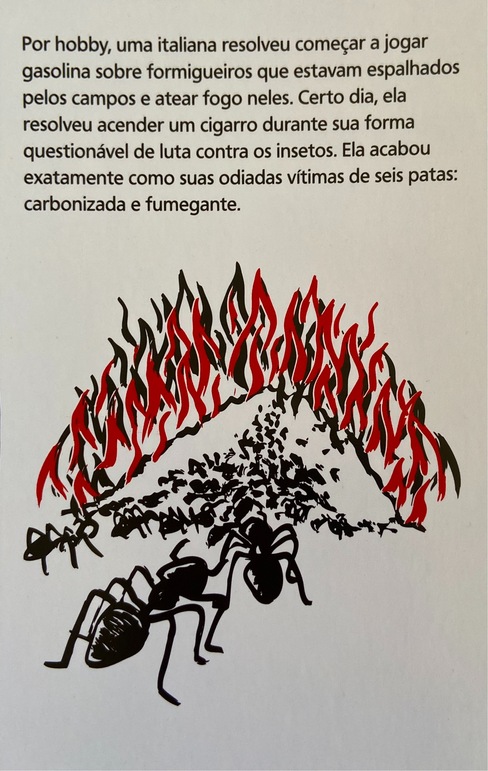 Por hobby, uma italiana resolveu começar a jogar
gasolina sobre formigueiros que estavam espalhados
pelos campos e atear fogo neles. Certo dia, ela
resolveu acender um cigarro durante sua forma
questionável de luta contra os insetos. Ela acabou
exatamente como suas odiadas vítimas de seis patas:
carbonizada e fumegante.